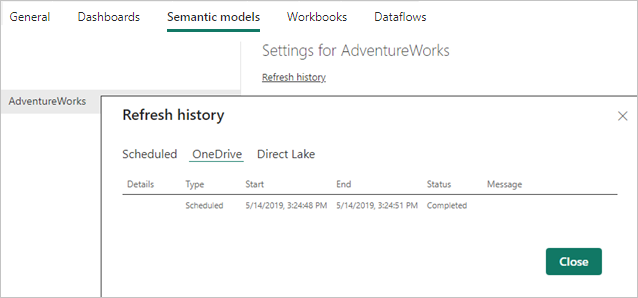 General Dashboards Semantic models Workbooks Dataflows
Settings for AdventureWorks
Refresh history
AdventureWorks
Refresh history
Scheduled OneDrive Direct Lake
Details Type Start End Status Message
Scheduled 5/14/2019, 3:24:48 PM 5/14/2019, 3:24:51 PM Completed
Close